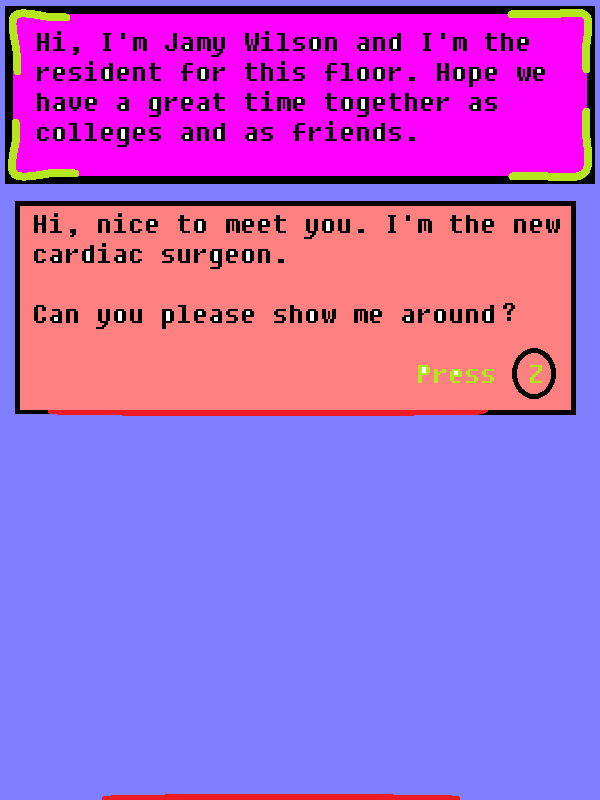 Hi, I'm Jamy Wilson and I'm the
resident for this floor. Hope we
have a great time together as
colleges and as friends.
Hi, nice to meet you. I'm the new
cardiac surgeon.
Can you please show me around?
Press Z